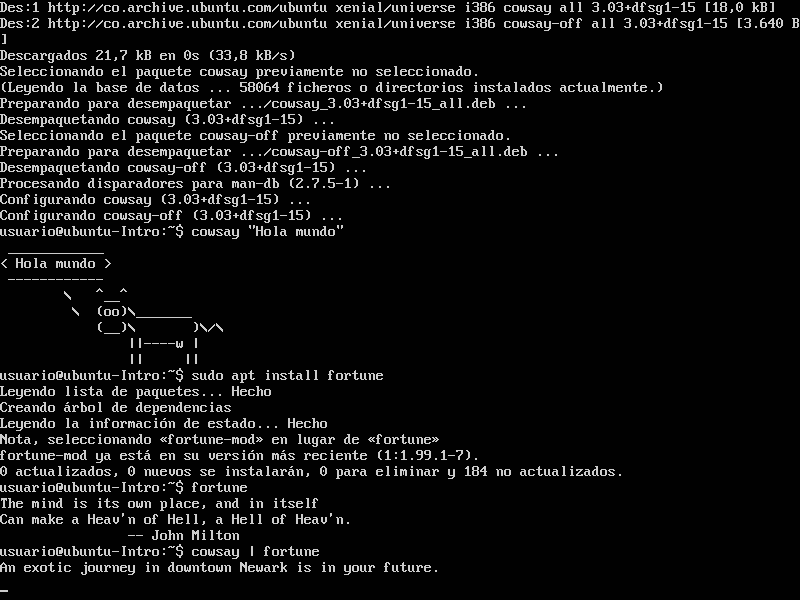 Des:1 http://co.archive.ubuntu.com/ubuntu xenial/universe i386 cowsay all 3.03+dfsg1-15 [18,0 kB]
Des:2 http://co.archive.ubuntu.com/ubuntu xenial/universe i386 cowsay-off all 3.03+dfsg1-15 [3.640 B
]
Descargados 21,7 kB en 0s (33,8 kB/s)
Seleccionando el paquete cowsay previamente no seleccionado.
(Leyendo la base de datos ... 58064 ficheros o directorios instalados actualmente.)
Preparando para desempaquetar .../cowsay_3.03+dfsg1-15_all.deb ...
Desempaquetando cowsay (3.03+dfsg1-15) ...
Seleccionando el paquete cowsay-off previamente no seleccionado.
Preparando para desempaquetar .../cowsay-off_3.03+dfsg1-15_all.deb ...
Desempaquetando cowsay-off (3.03+dfsg1-15) ...
Procesando disparadores para man-db (2.7.5-1) ...
Configurando cowsay (3.03+dfsg1-15) ...
Configurando cowsay-off (3.03+dfsg1-15) ...
usuario@ubuntu-Intro:~$ cowsay "Hola mundo"
 ____________
< Hola mundo >
 ------------
        \   ^__^
         \  (oo)\_______
            (__)\       )\/\
                ||----w |
                ||     ||
usuario@ubuntu-Intro:~$ sudo apt install fortune
Leyendo lista de paquetes... Hecho
Creando árbol de dependencias
Leyendo la información de estado... Hecho
Nota, seleccionando «fortune-mod» en lugar de «fortune»
fortune-mod ya está en su versión más reciente (1:1.99.1-7).
0 actualizados, 0 nuevos se instalarán, 0 para eliminar y 184 no actualizados.
usuario@ubuntu-Intro:~$ fortune
The mind is its own place, and in itself
Can make a Heav'n of Hell, a Hell of Heav'n.
                -- John Milton
usuario@ubuntu-Intro:~$ cowsay | fortune
An exotic journey in downtown Newark is in your future.
_